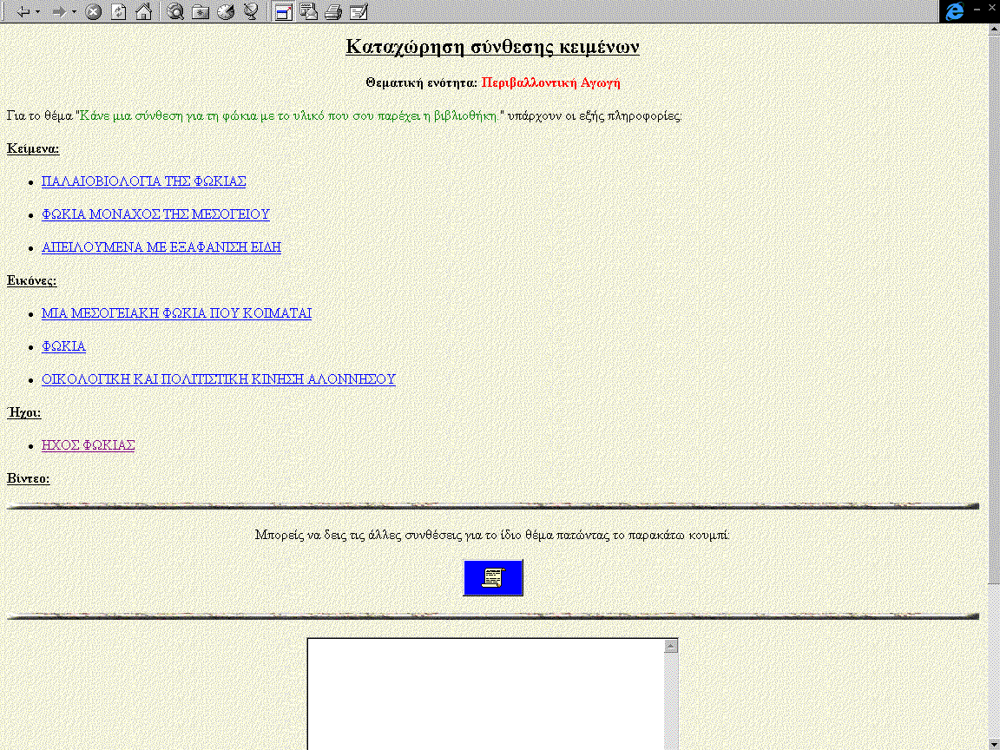 Καταχώρηση σύνθεσης κειμένων
Θεματική ενότητα: Περιβαλλοντική Αγωγή
Για το θέμα "Κάνε μια σύνθεση για τη φώκια με το υλικό που σου παρέχει η βιβλιοθήκη." υπάρχουν οι εξής πληροφορίες:
Κείμενα:
ΠΑΛΑΙΟΒΙΟΛΟΓΙΑ ΤΗΣ ΦΩΚΙΑΣ
ΦΩΚΙΑ ΜΟΝΑΧΟΣ ΤΗΣ ΜΕΣΟΓΕΙΟΥ
ΑΠΕΙΛΟΥΜΕΝΑ ΜΕ ΕΞΑΦΑΝΙΣΗ ΕΙΔΗ
Εικόνες:
ΜΙΑ ΜΕΣΟΓΕΙΑΚΗ ΦΩΚΙΑ ΠΟΥ ΚΟΙΜΑΤΑΙ
ΦΩΚΙΑ
ΟΙΚΟΛΟΓΙΚΗ ΚΑΙ ΠΟΛΙΤΙΣΤΙΚΗ ΚΙΝΗΣΗ ΑΛΟΝΝΗΣΟΥ
Ήχοι:
ΗΧΟΣ ΦΩΚΙΑΣ
Βίντεο:
Μπορείς να δεις τις άλλες συνθέσεις για το ίδιο θέμα πατώντας το παρακάτω κουμπί: